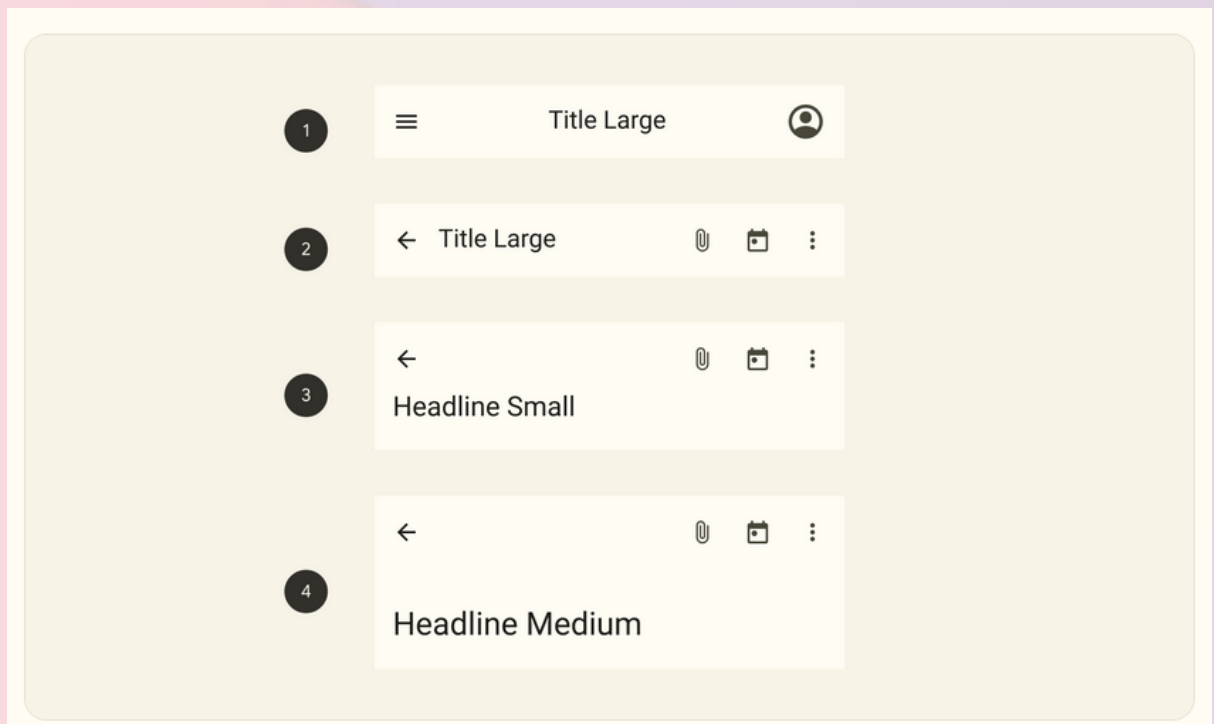 1
Title Large
2
Title Large
3
Headline Small
4
Headline Medium